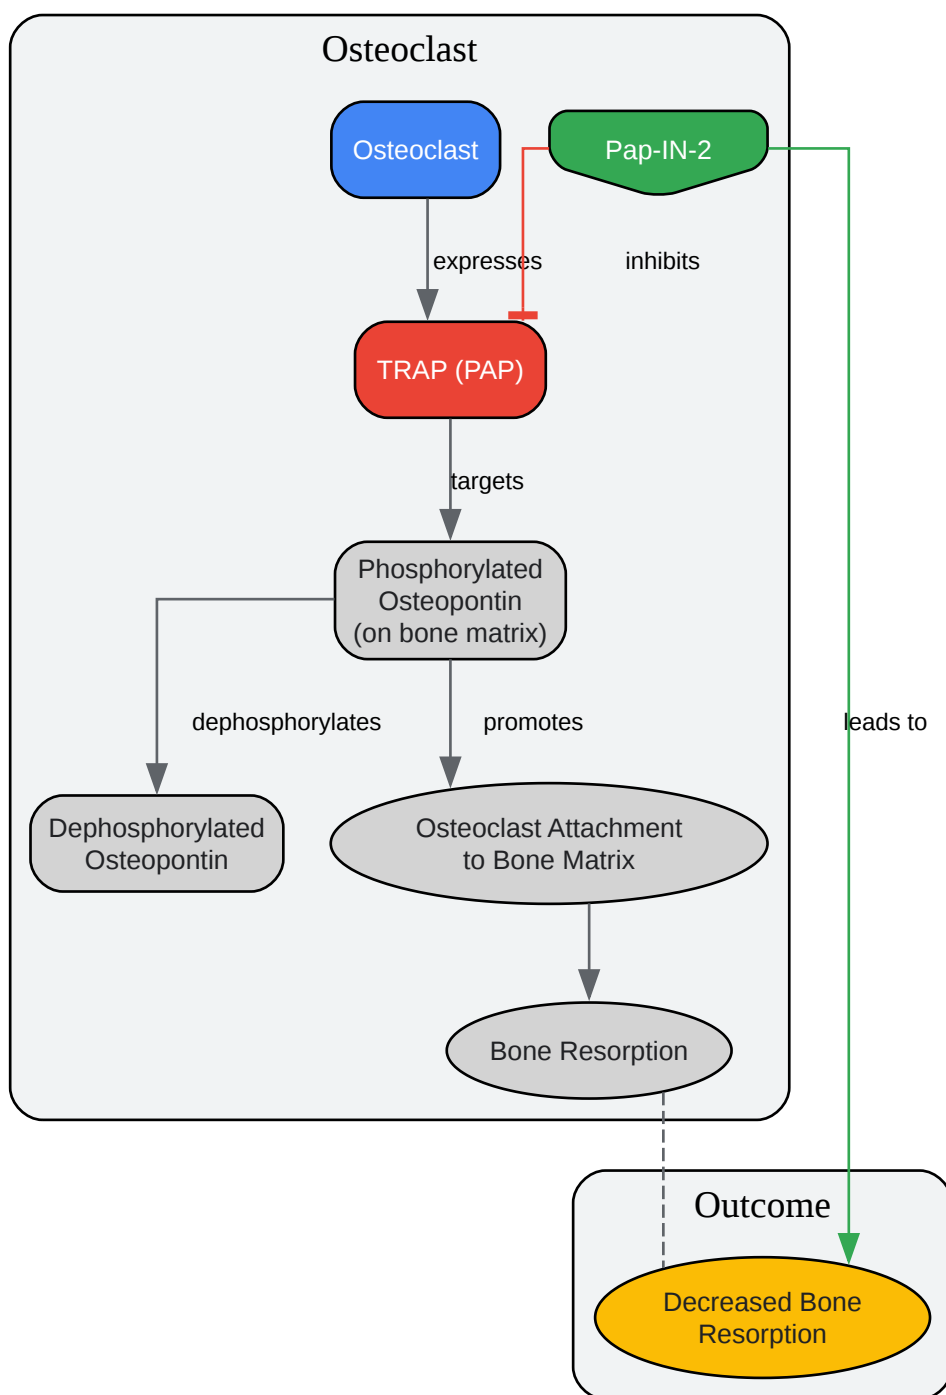 Osteoclast
Osteoclast
Pap-IN-2
expresses
inhibits
TRAP (PAP)
targets
Phosphorylated
Osteopontin
(on bone matrix)
dephosphorylates
promotes
leads to
Dephosphorylated
Osteopontin
Osteoclast Attachment
to Bone Matrix
Bone Resorption
Outcome
Decreased Bone
Resorption